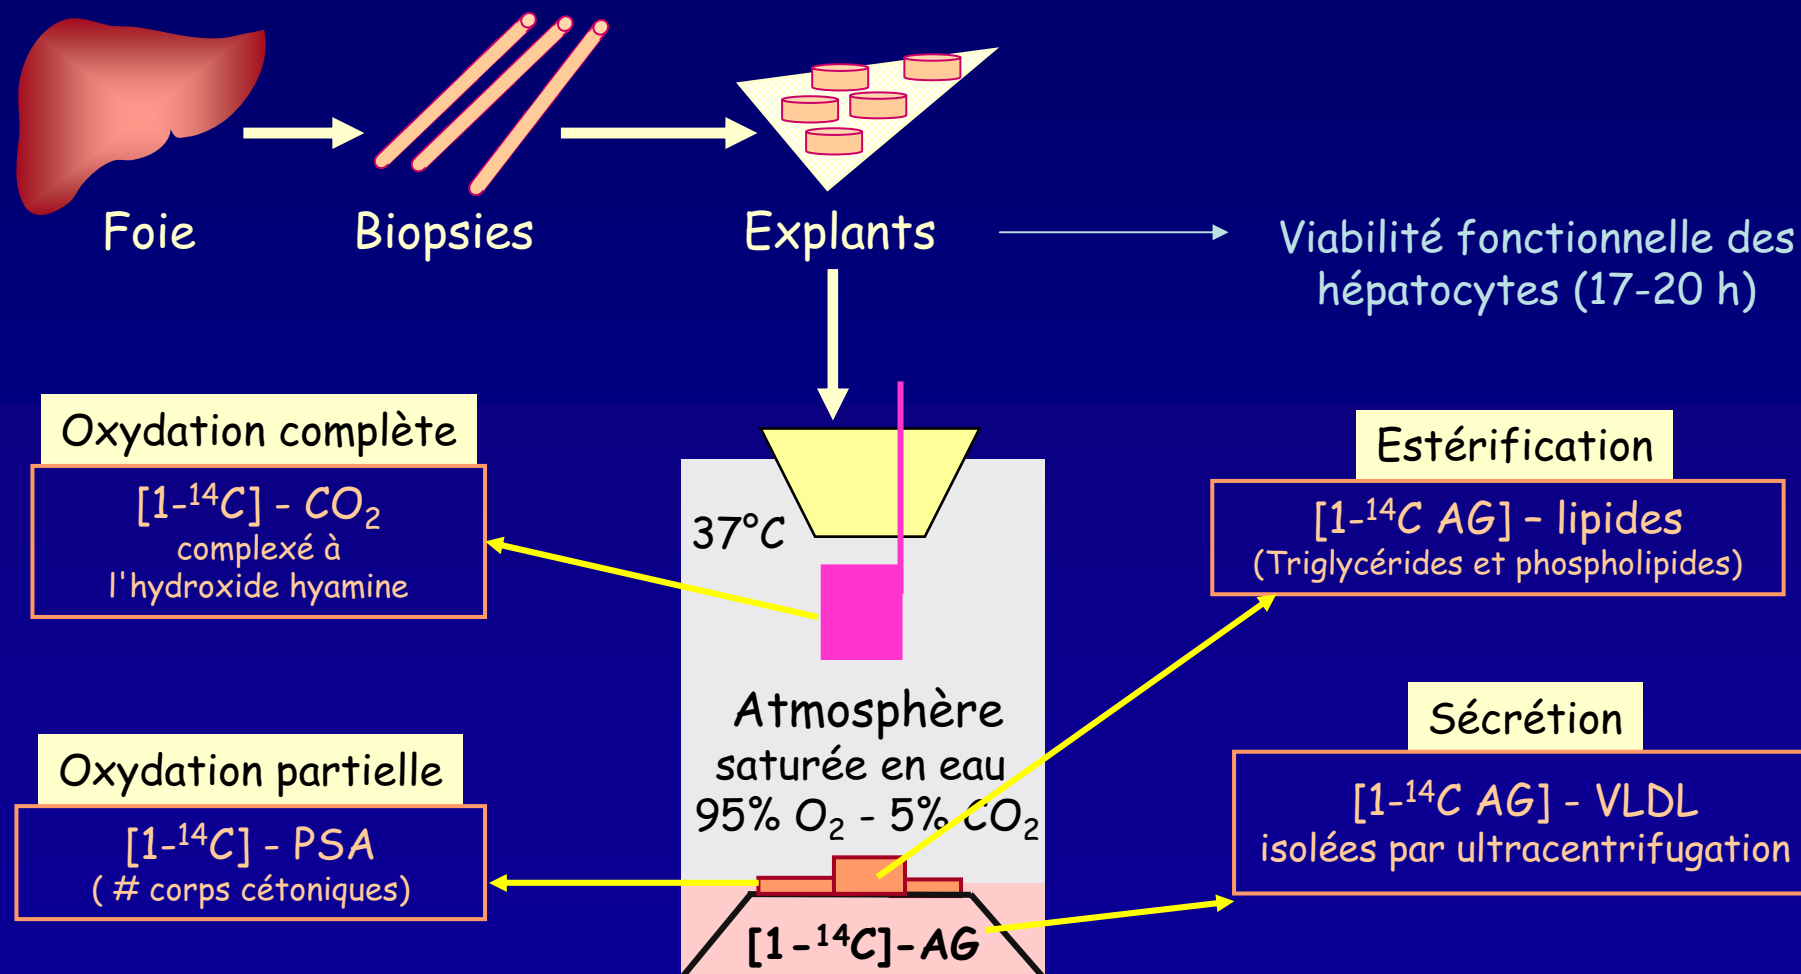 Foie
Biopsies
Explants
Viabilité fonctionnelle des
hépatocytes (17-20 h)
Oxydation complète
[1-¹⁴C] - CO₂
complexé à
l'hydroxide hyamine
37°C
Estérification
[1-¹⁴C AG] – lipides
(Triglycérides et phospholipides)
Atmosphère
saturée en eau
95% O₂ - 5% CO₂
Oxydation partielle
[1-¹⁴C] - PSA
( # corps cétoniques)
Sécrétion
[1-¹⁴C AG] - VLDL
isolées par ultracentrifugation
[1-¹⁴C]-AG